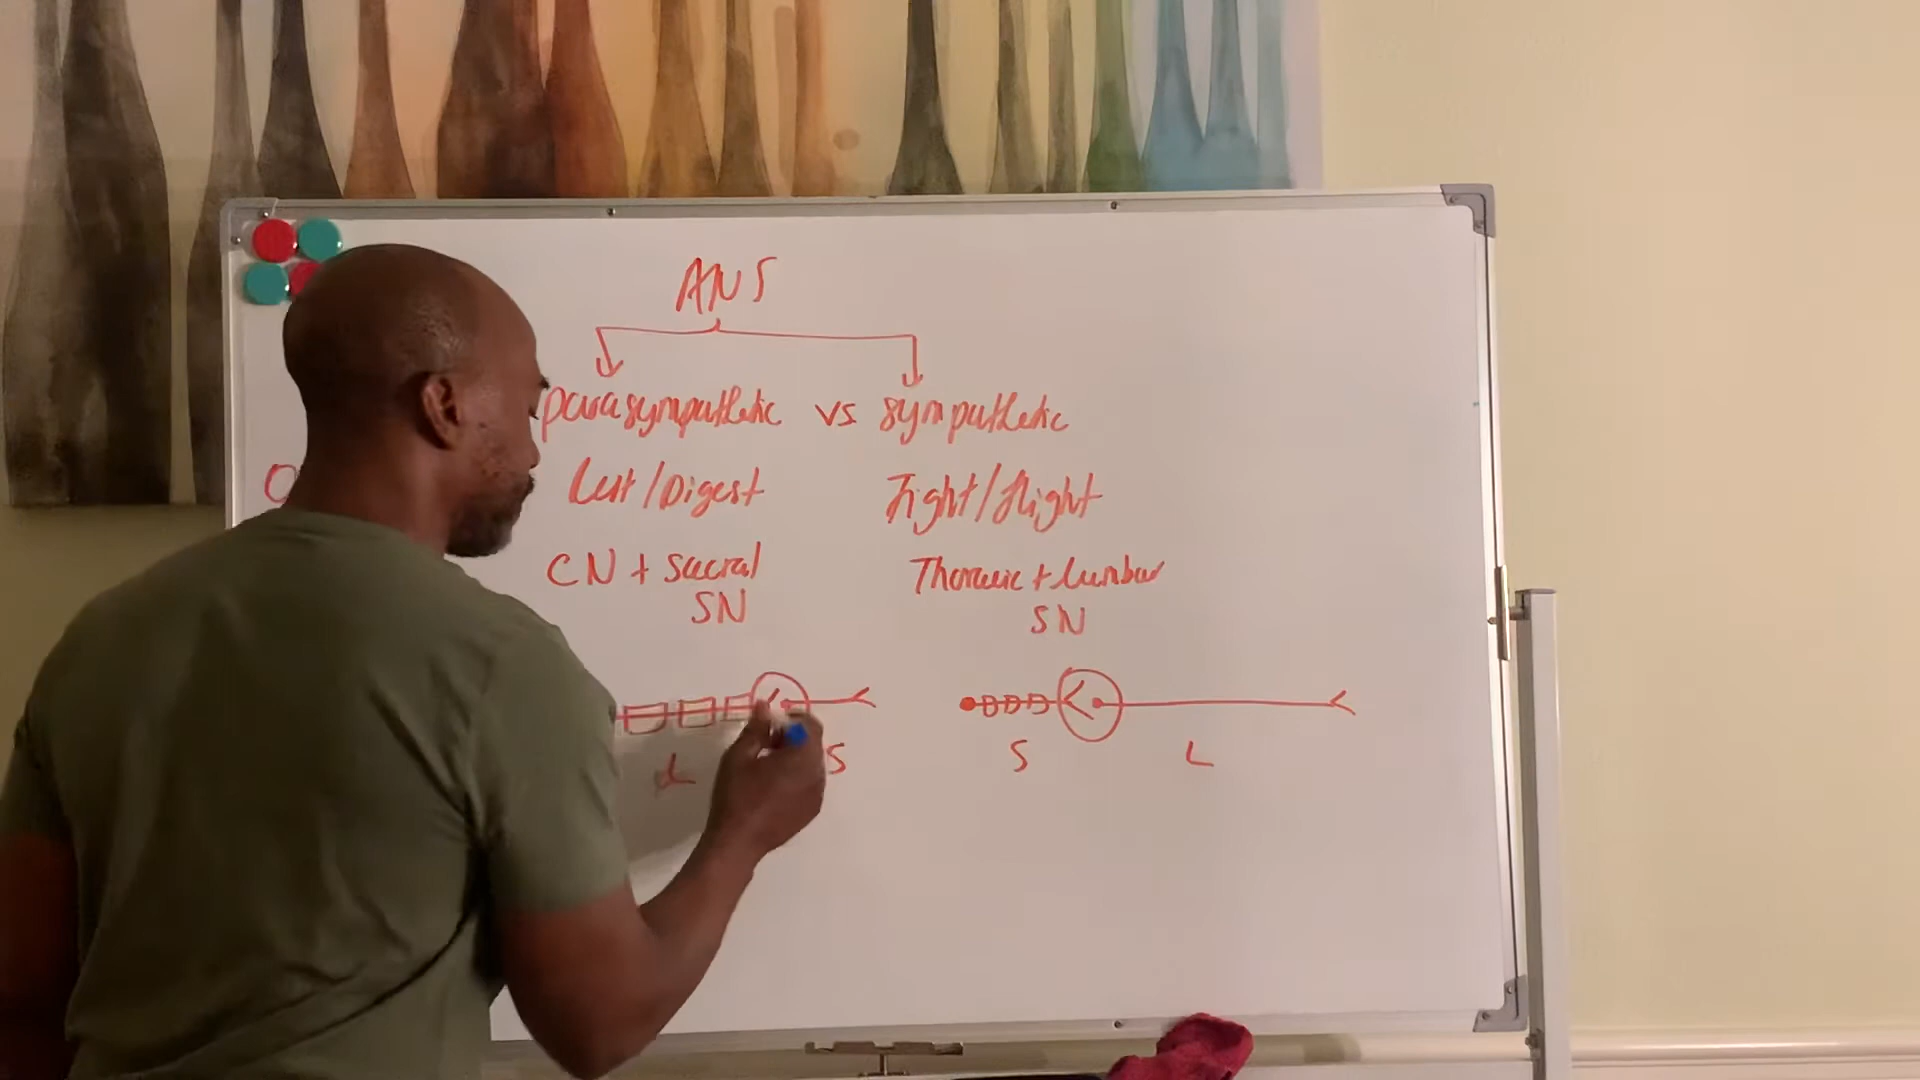 ANS
parasympathetic vs sympathetic
Rest/Digest Fight/flight
CN + sacral Thoracic + lumbar
SN SN
L S S L